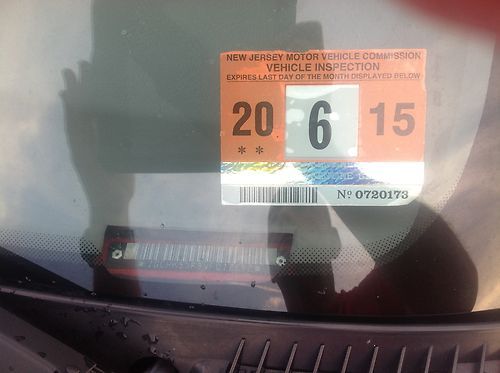 NEW JERSEY MOTOR VEHICLE COMMISSION
VEHICLE INSPECTION
EXPIRES LAST DAY OF THE MONTH DISPLAYED BELOW
20 6 15
* *
Nº 0720173